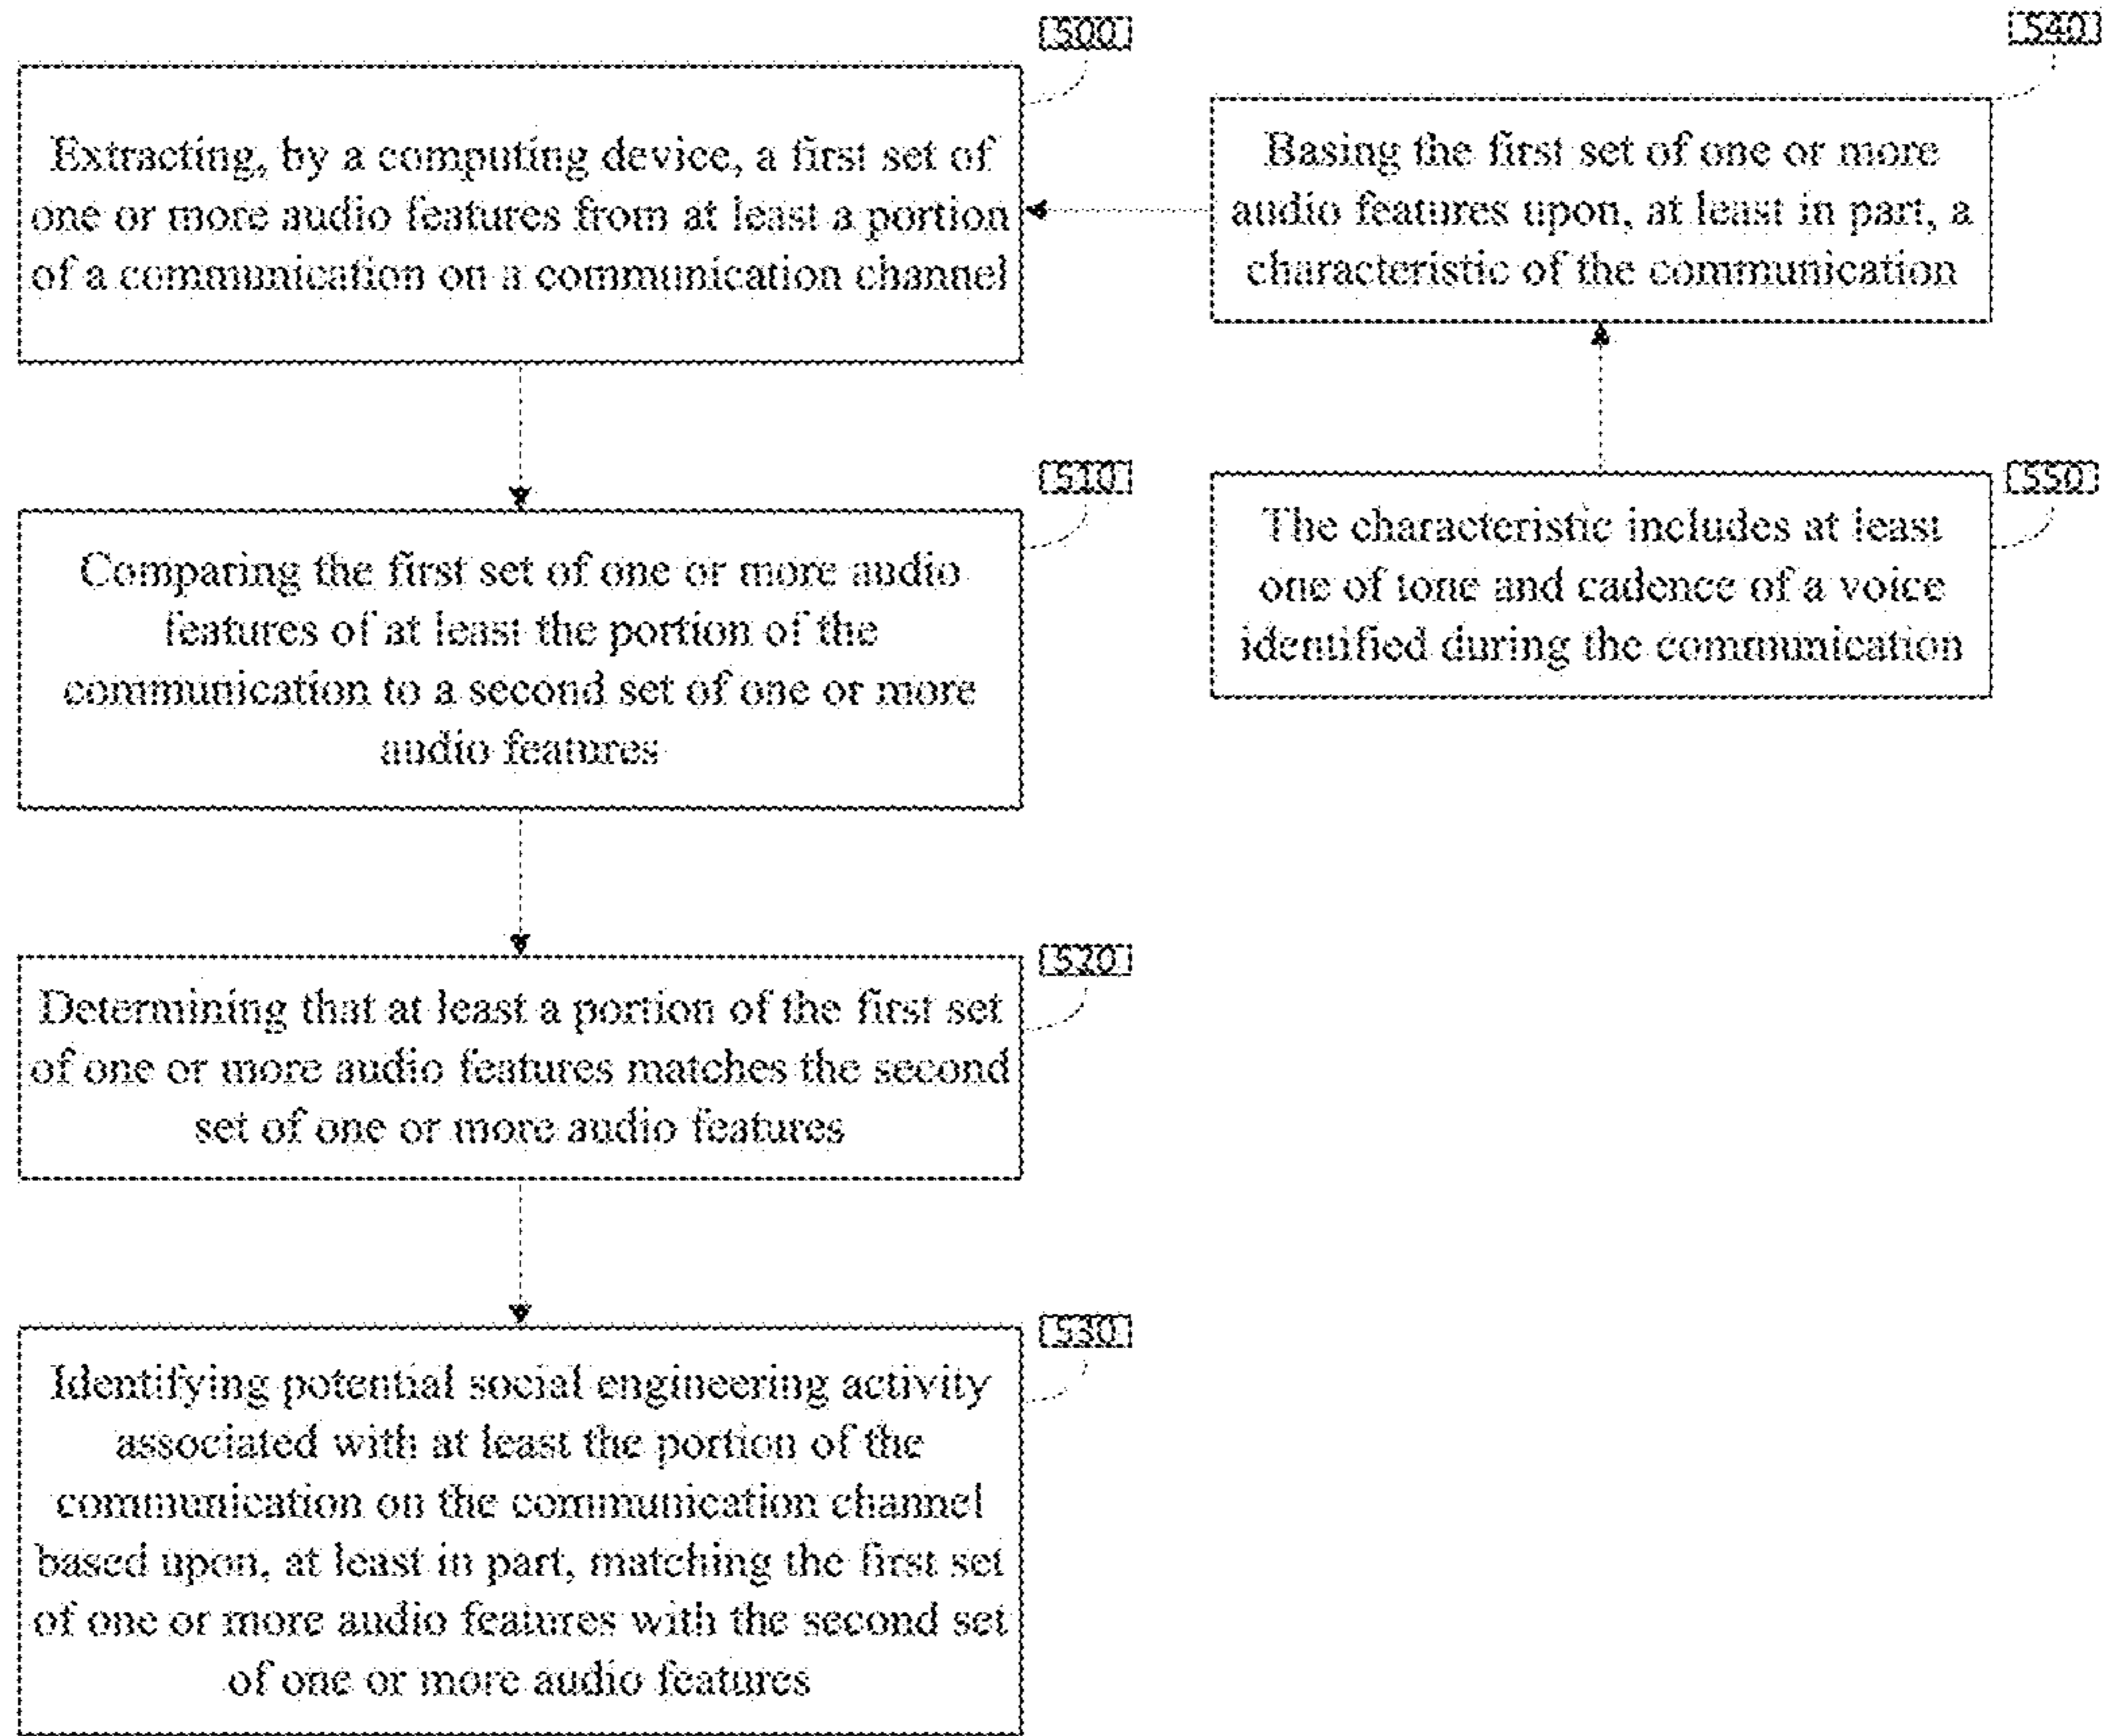 500
Extracting, by a computing device, a first set of
one or more audio features from at least a portion
of a communication on a communication channel
510
Comparing the first set of one or more audio
features of at least the portion of the
communication to a second set of one or more
audio features
520
Determining that at least a portion of the first set
of one or more audio features matches the second
set of one or more audio features
530
Identifying potential social engineering activity
associated with at least the portion of the
communication on the communication channel
based upon, at least in part, matching the first set
of one or more audio features with the second set
of one or more audio features
540
Basing the first set of one or more
audio features upon, at least in part, a
characteristic of the communication
550
The characteristic includes at least
one of tone and cadence of a voice
identified during the communication